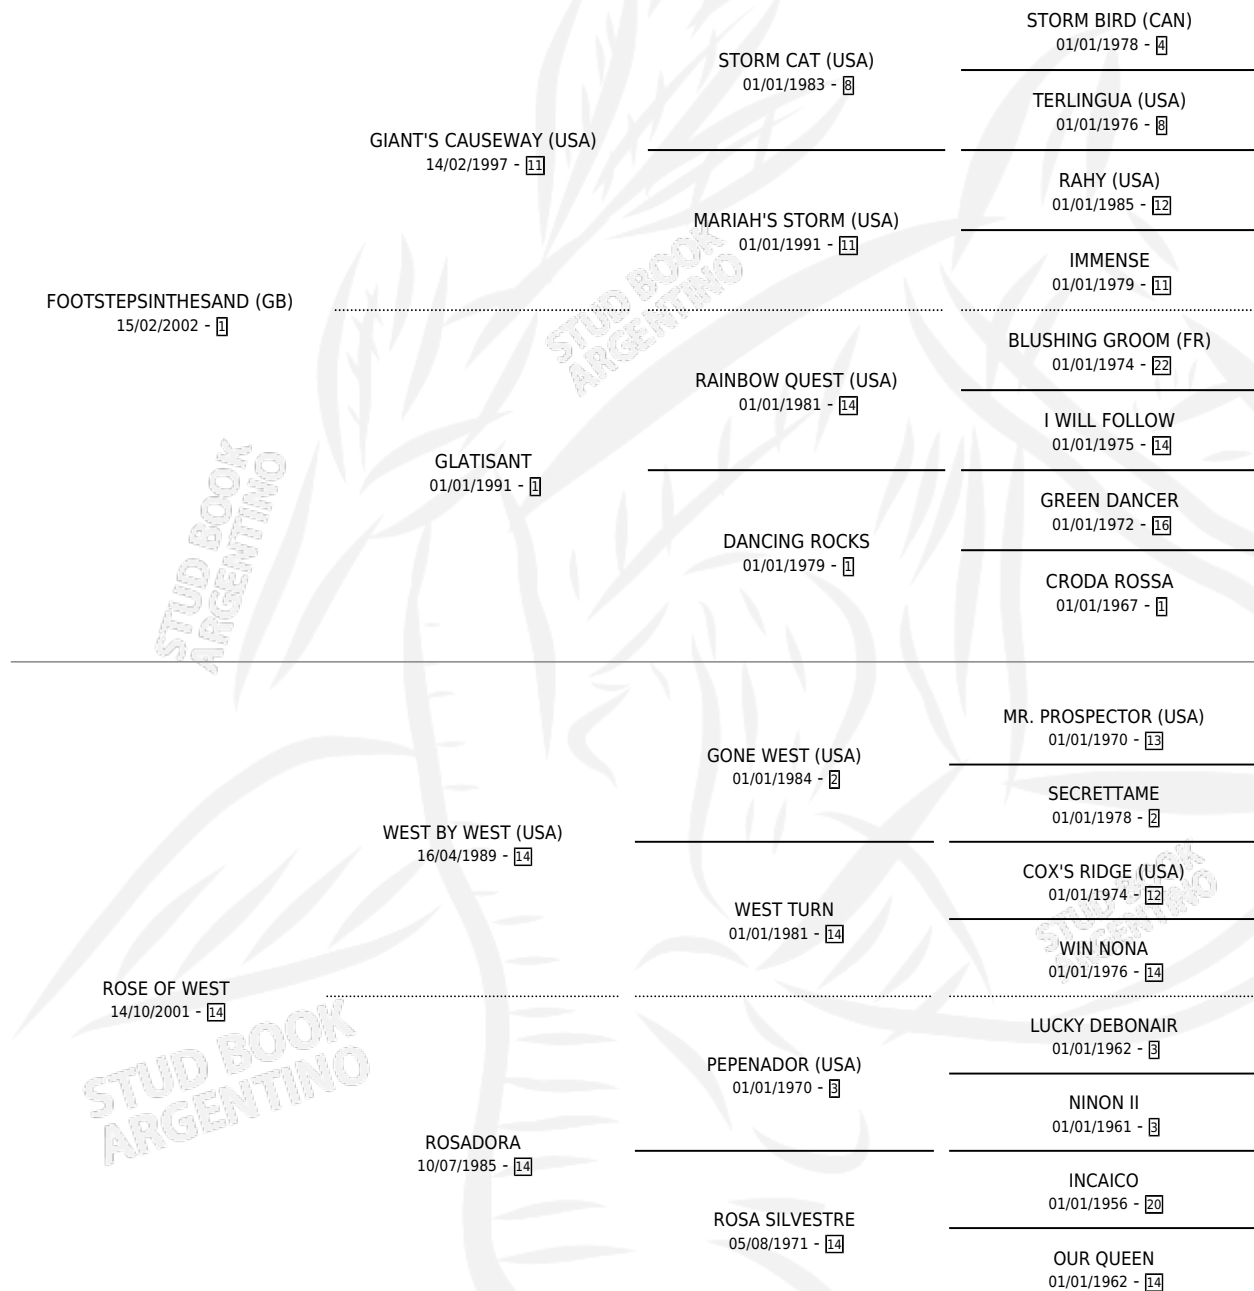 STORM BIRD (CAN)
01/01/1978 - 4
STORM CAT (USA)
01/01/1983 - 8
TERLINGUA (USA)
01/01/1976 - 8
GIANT'S CAUSEWAY (USA)
14/02/1997 - 11
RAHY (USA)
01/01/1985 - 12
MARIAH'S STORM (USA)
01/01/1991 - 11
IMMENSE
01/01/1979 - 11
FOOTSTEPSINTHESAND (GB)
15/02/2002 - 1
BLUSHING GROOM (FR)
01/01/1974 - 22
RAINBOW QUEST (USA)
01/01/1981 - 14
I WILL FOLLOW
01/01/1975 - 14
GLATISANT
01/01/1991 - 1
GREEN DANCER
01/01/1972 - 16
DANCING ROCKS
01/01/1979 - 1
CRODA ROSSA
01/01/1967 - 1
STUD BOOK
ARGENTINO
STUD BOOK
ARGENTINO
MR. PROSPECTOR (USA)
01/01/1970 - 13
GONE WEST (USA)
01/01/1984 - 2
SECRETTAME
01/01/1978 - 2
WEST BY WEST (USA)
16/04/1989 - 14
COX'S RIDGE (USA)
01/01/1974 - 12
WEST TURN
01/01/1981 - 14
WIN NONA
01/01/1976 - 14
STUD BOOK
ARGENTINO
ROSE OF WEST
14/10/2001 - 14
LUCKY DEBONAIR
01/01/1962 - 3
PEPENADOR (USA)
01/01/1970 - 3
NINON II
01/01/1961 - 3
ROSADORA
10/07/1985 - 14
INCAICO
01/01/1956 - 20
ROSA SILVESTRE
05/08/1971 - 14
OUR QUEEN
01/01/1962 - 14
STUD BOOK
ARGENTINO